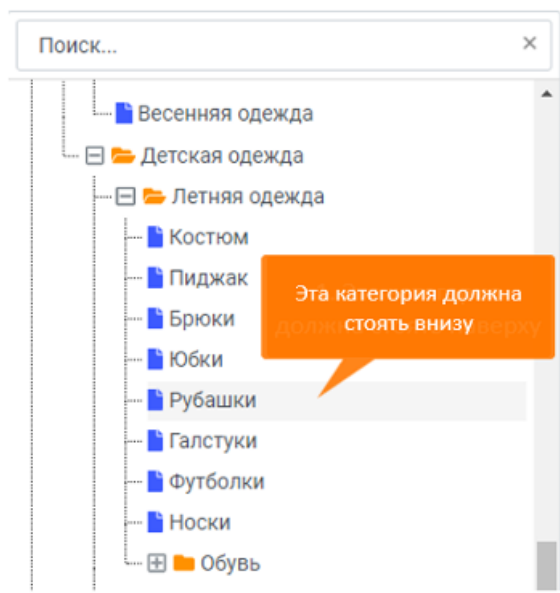 Поиск...
Весенняя одежда
Детская одежда
Летняя одежда
Костюм
Пиджак
Эта категория должна
стоять внизу
Брюки
Юбки
Рубашки
Галстуки
Футболки
Носки
Обувь